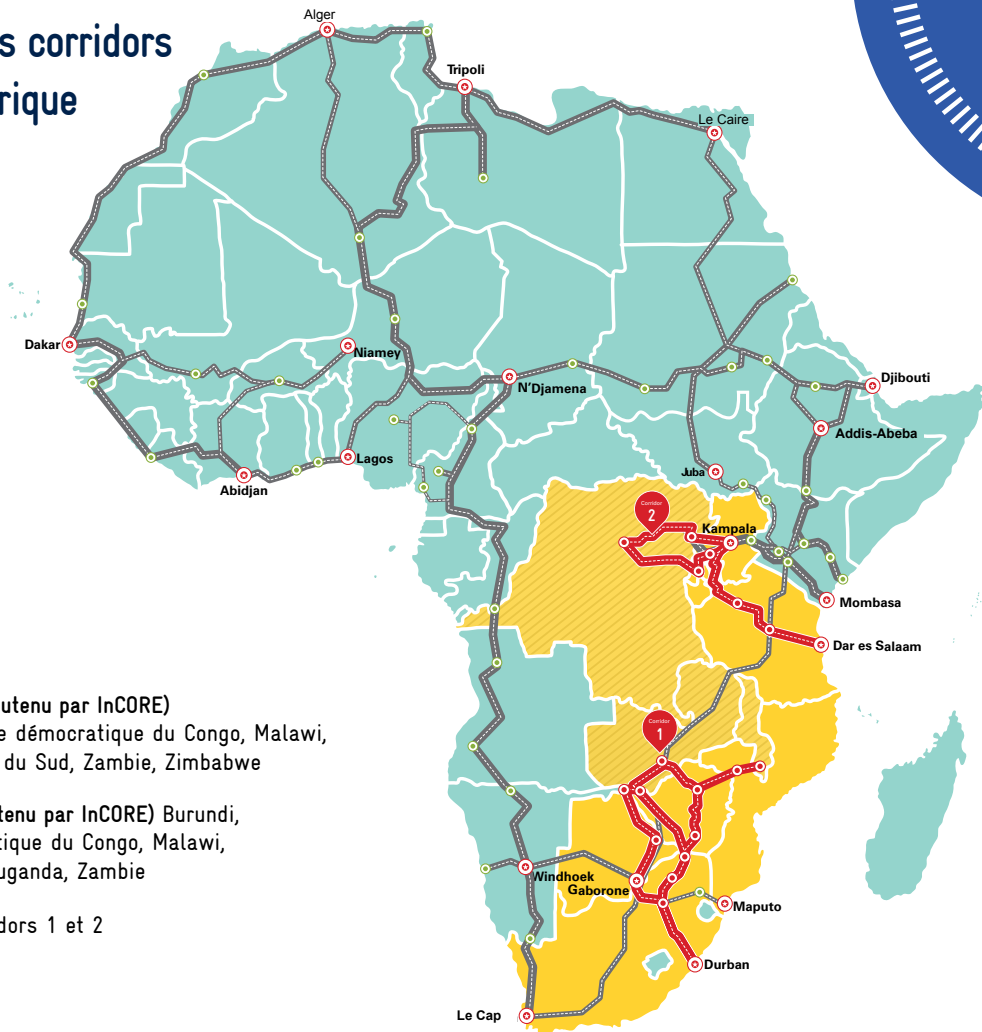 s corridors
rique
Alger
Tripoli
Le Caire
Dakar
Niamey
N'Djamena
Djibouti
Addis-Abeba
Lagos
Abidjan
Juba
Corridor
2
Kampala
Mombasa
Dar es Salaam
utenu par InCORE)
e démocratique du Congo, Malawi,
du Sud, Zambie, Zimbabwe
Corridor
1
tenu par InCORE) Burundi,
tique du Congo, Malawi,
uganda, Zambie
Windhoek
Gaborone
Maputo
dors 1 et 2
Durban
Le Cap